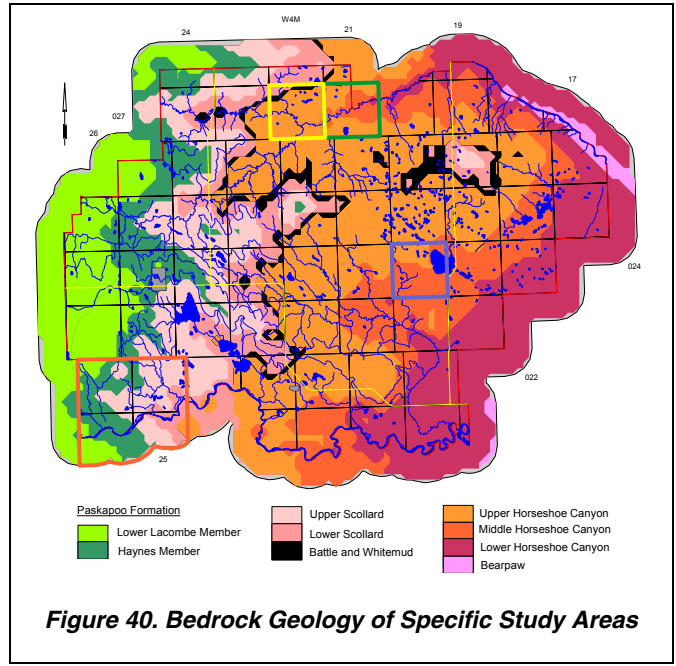 W4M
24
21
19
17
027
26
024
022
25
Paskapoo Formation
Lower Lacombe Member
Haynes Member
Upper Scollard
Lower Scollard
Battle and Whitemud
Upper Horseshoe Canyon
Middle Horseshoe Canyon
Lower Horseshoe Canyon
Bearpaw
Figure 40. Bedrock Geology of Specific Study Areas